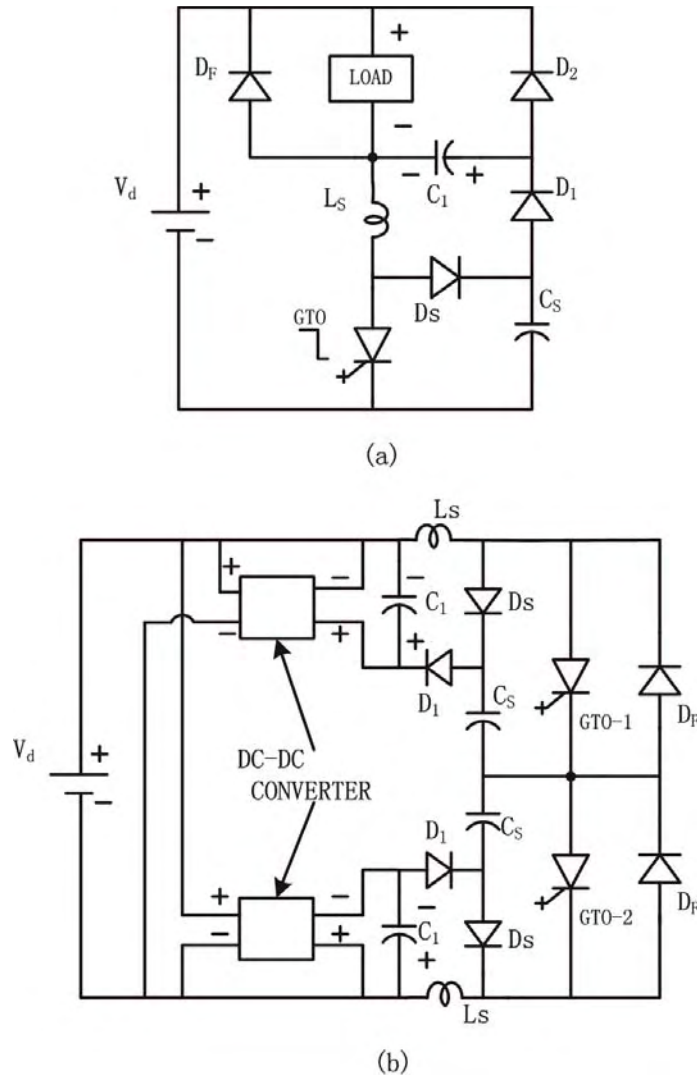 +
D_F
LOAD
D_2
−
− C_1 +
D_1
V_d + −
L_S
GTO
Ds
C_S
+
(a)
Ls
+ −
− +
− C_1 +
Ds
D_1
C_S
GTO-1
+
D_F
V_d + −
DC-DC
CONVERTER
C_S
D_1
+ −
− +
− C_1 +
Ds
GTO-2
+
D_F
Ls
(b)